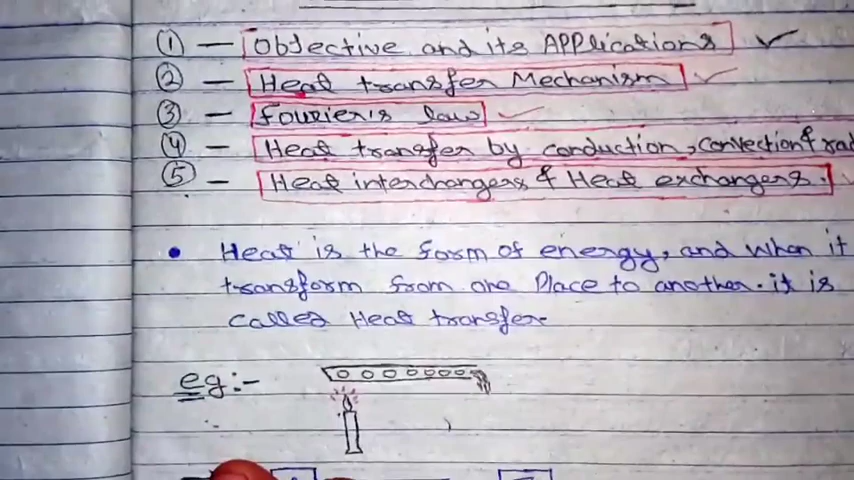 ① — Objective and its Applications ✓
② — Heat transfer Mechanism ✓
③ — Fourier's law ✓
④ — Heat transfer by conduction, convection & rad
⑤ — Heat interchangers & Heat exchangers.
• Heat is the form of energy, and when it
transform from one Place to another. it is
called Heat transfer.
eg:-